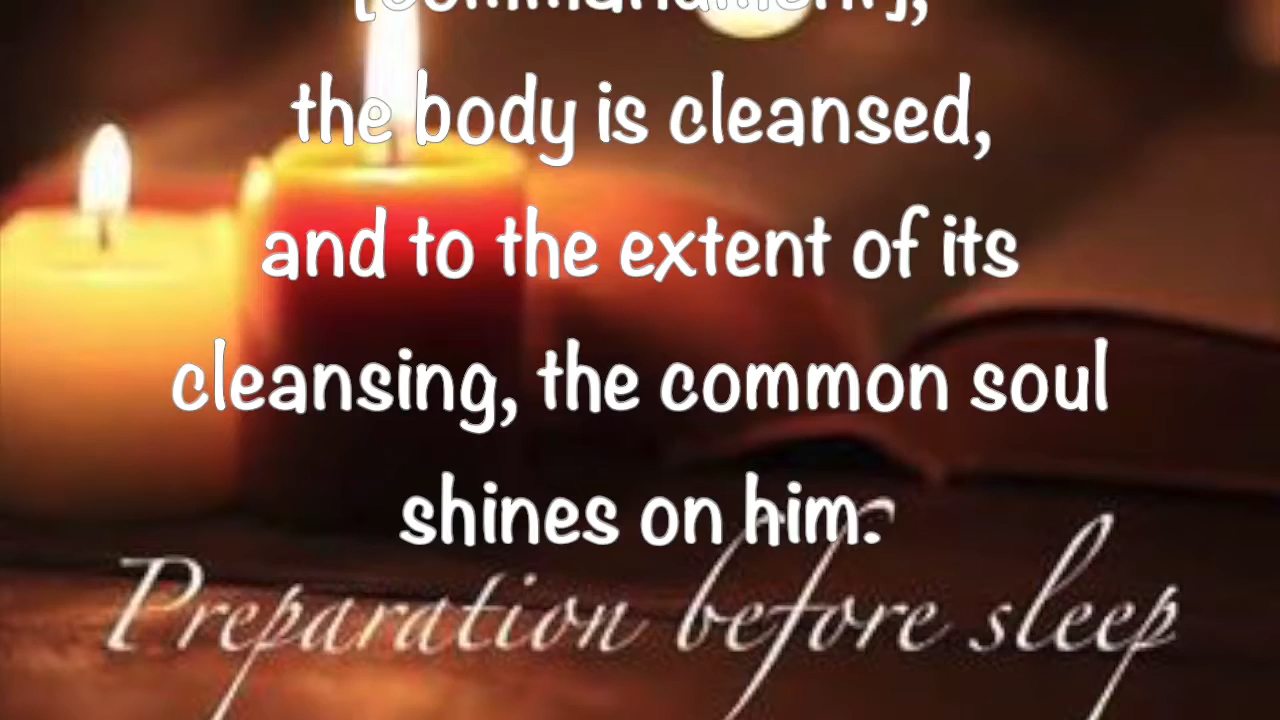 [commandment],
the body is cleansed,
and to the extent of its
cleansing, the common soul
shines on him.
Preparation before sleep